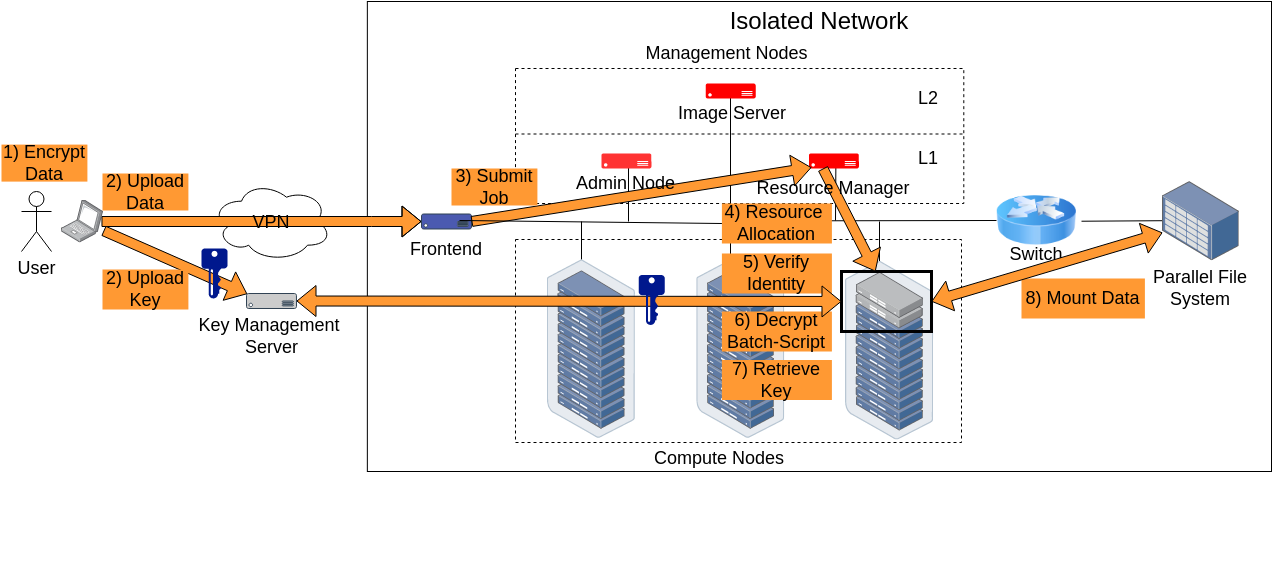 Isolated Network
Management Nodes
L2
Image Server
L1
Admin Node
Resource Manager
1) Encrypt
Data
2) Upload
Data
VPN
3) Submit
Job
User
2) Upload
Key
Key Management
Server
Frontend
4) Resource
Allocation
5) Verify
Identity
6) Decrypt
Batch-Script
7) Retrieve
Key
Compute Nodes
Switch
8) Mount Data
Parallel File
System